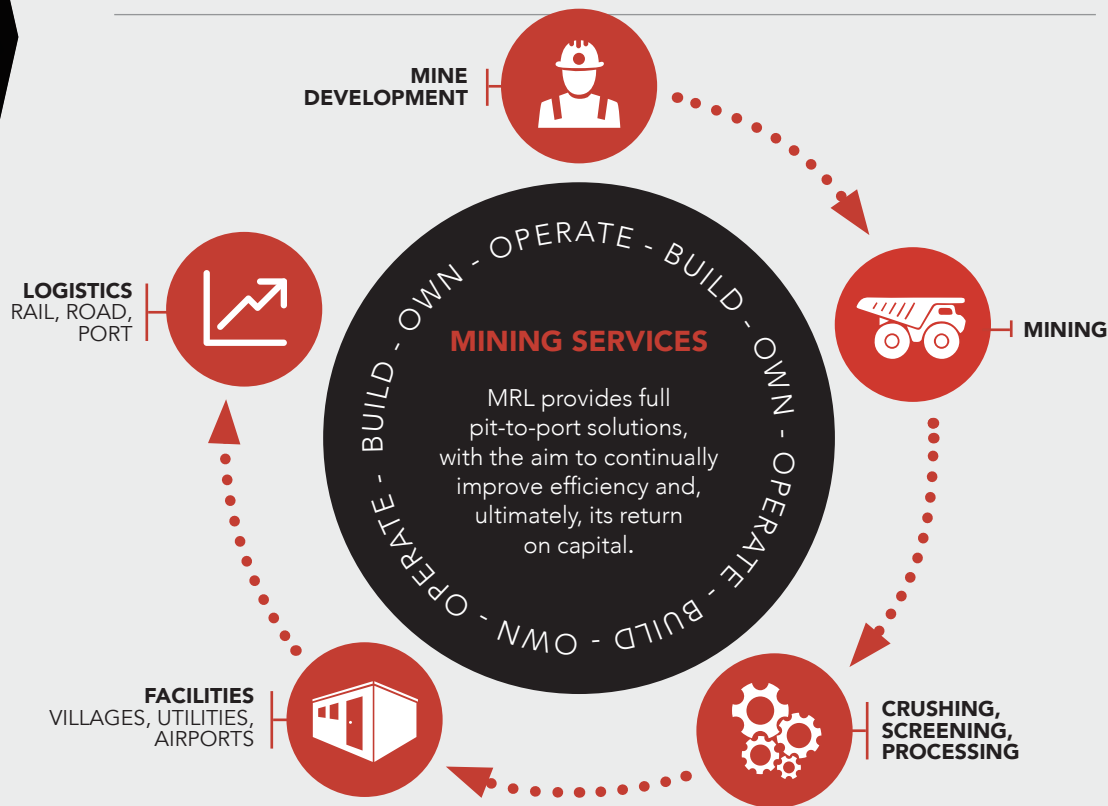 MINE
DEVELOPMENT
MINING
CRUSHING,
SCREENING,
PROCESSING
FACILITIES
VILLAGES, UTILITIES,
AIRPORTS
LOGISTICS
RAIL, ROAD,
PORT
BUILD - OWN - OPERATE - BUILD - OWN - OPERATE - BUILD - OWN - OPERATE -
MINING SERVICES
MRL provides full
pit-to-port solutions,
with the aim to continually
improve efficiency and,
ultimately, its return
on capital.